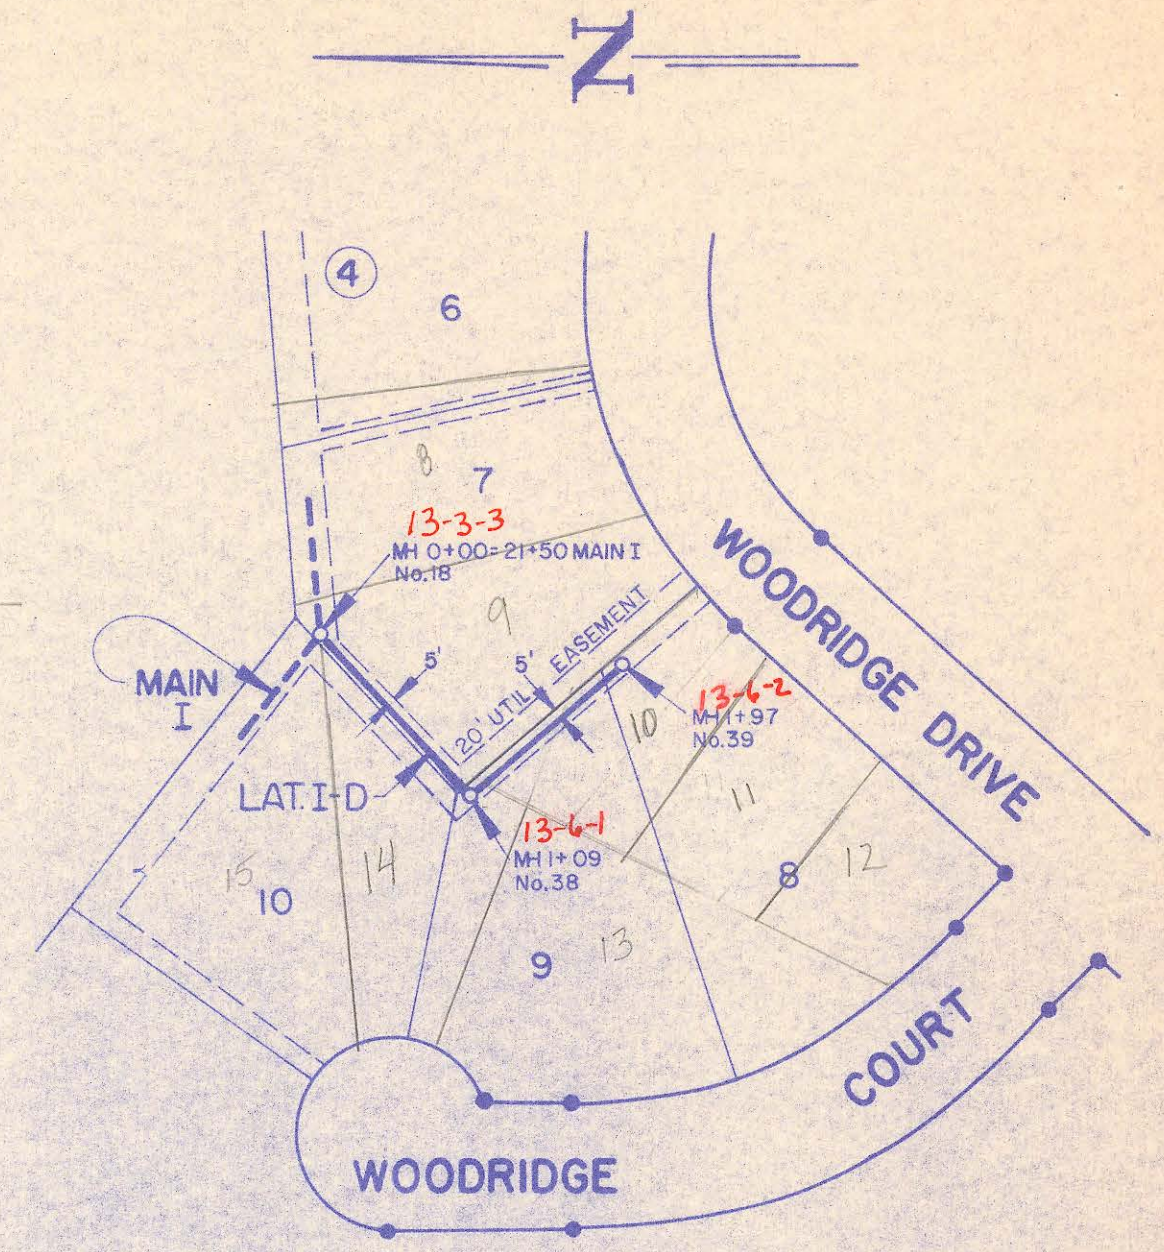 N
4
6
8
7
13-3-3
MH 0+00=21+50 MAIN I
No.18
9
MAIN
I
5'
5'
20' UTIL. EASEMENT
WOODRIDGE DRIVE
13-6-2
MH 1+97
No.39
10
11
LAT. I-D
13-6-1
MH 1+09
No.38
14
15
10
8
12
9
13
COURT
WOODRIDGE